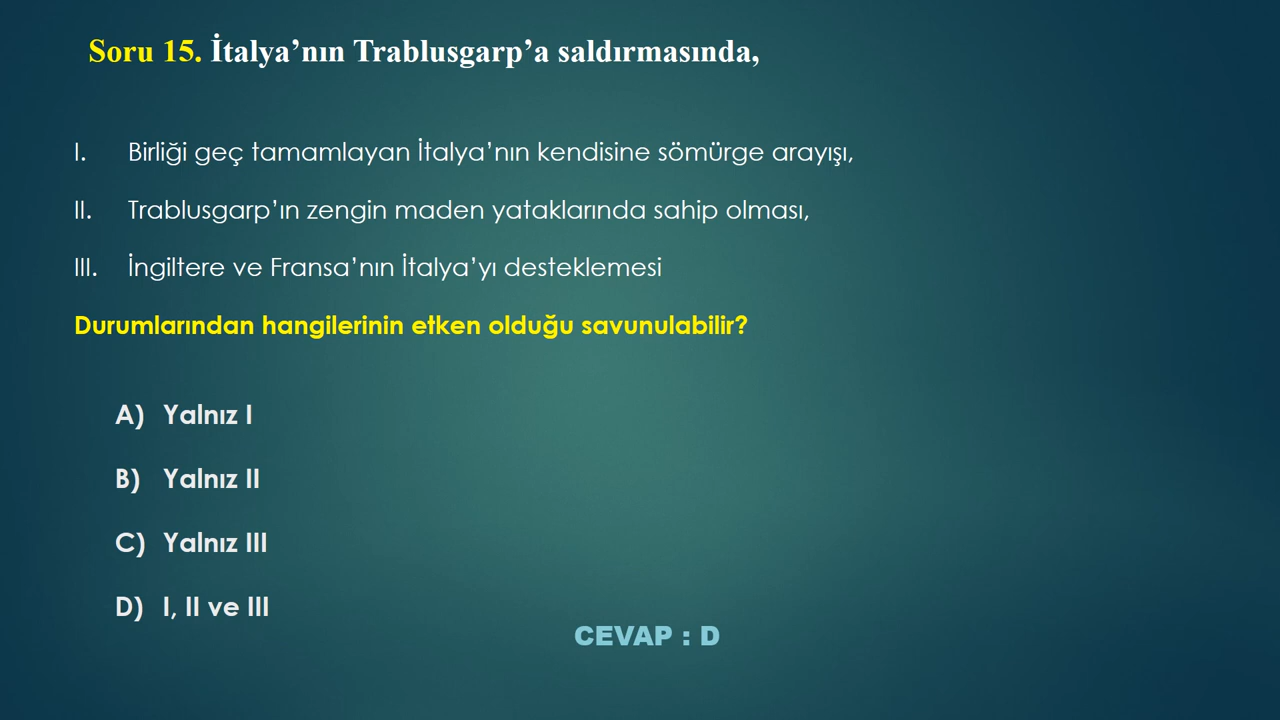 Soru 15. İtalya’nın Trablusgarp’a saldırmasında,
I. Birliği geç tamamlayan İtalya’nın kendisine sömürge arayışı,
II. Trablusgarp’ın zengin maden yataklarında sahip olması,
III. İngiltere ve Fransa’nın İtalya’yı desteklemesi
Durumlarından hangilerinin etken olduğu savunulabilir?
A) Yalnız I
B) Yalnız II
C) Yalnız III
D) I, II ve III
CEVAP : D